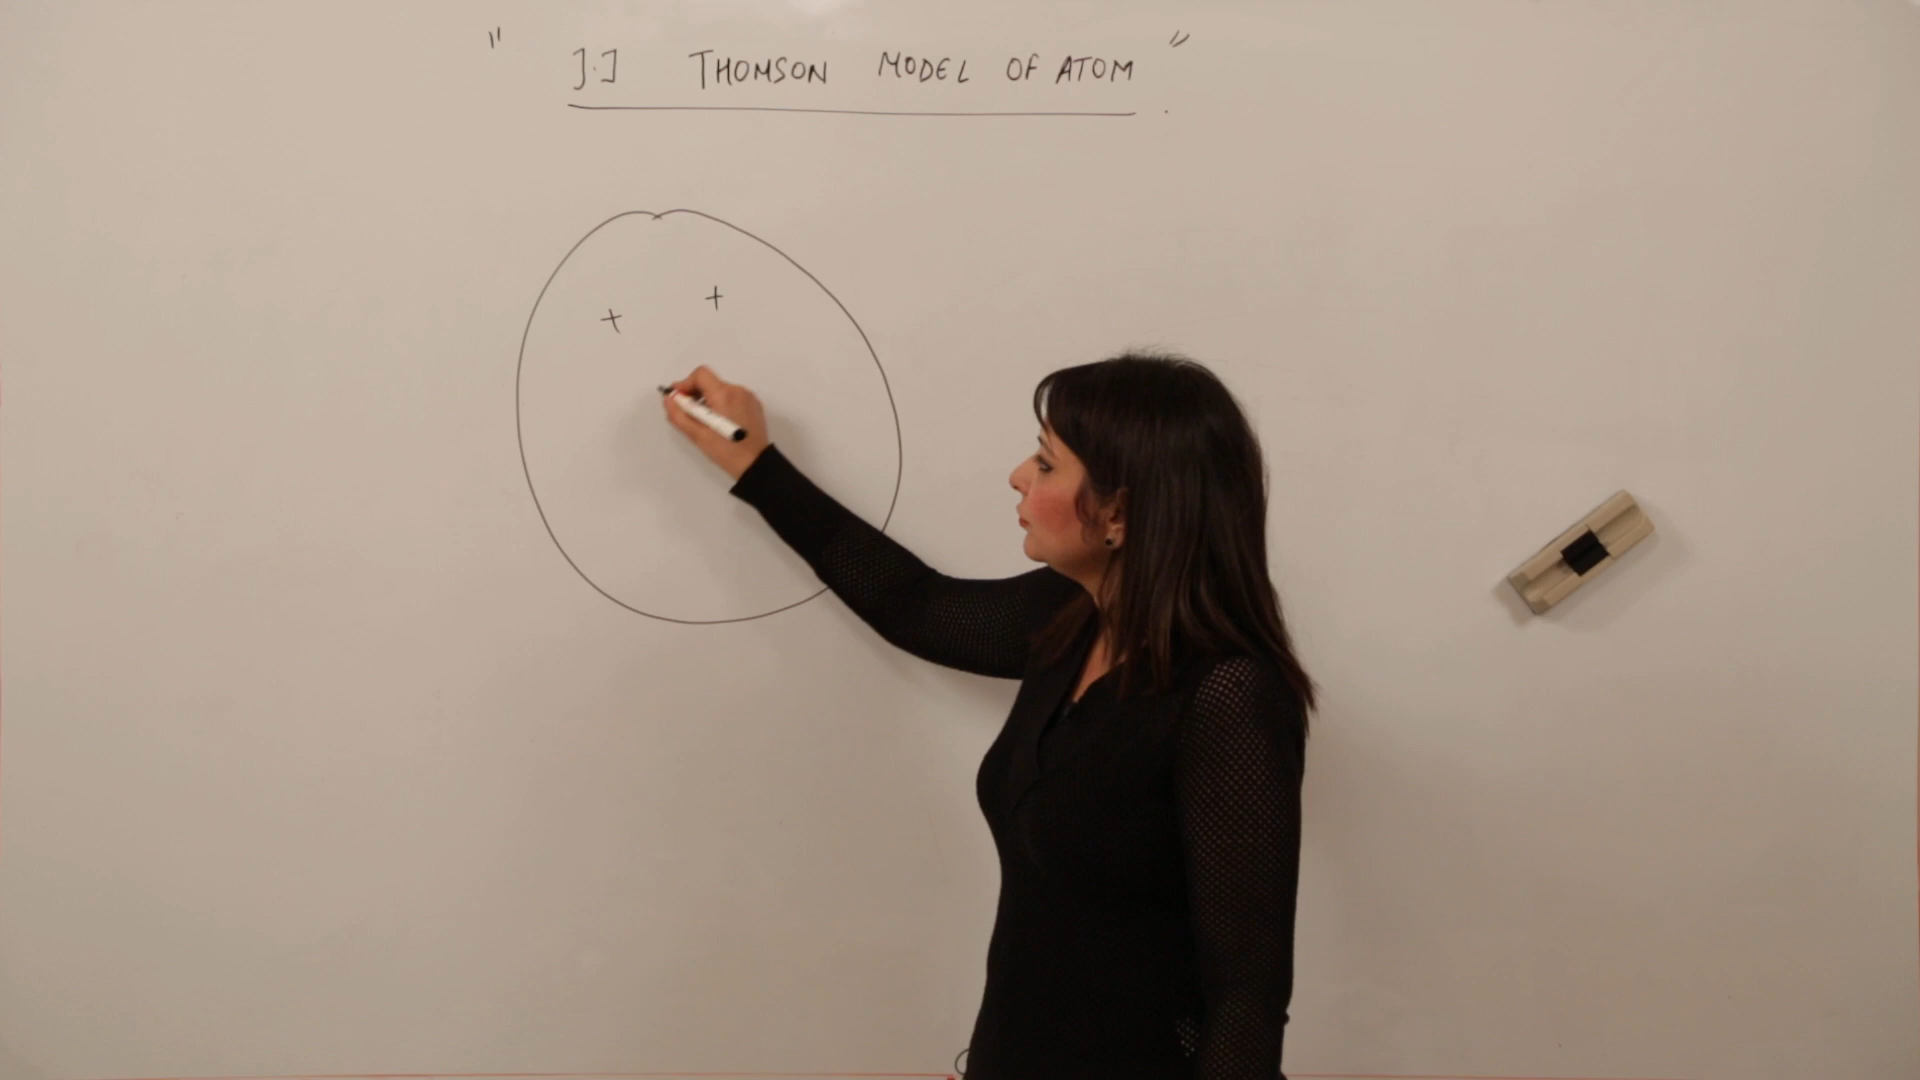 " J.J THOMSON MODEL OF ATOM "
+ +